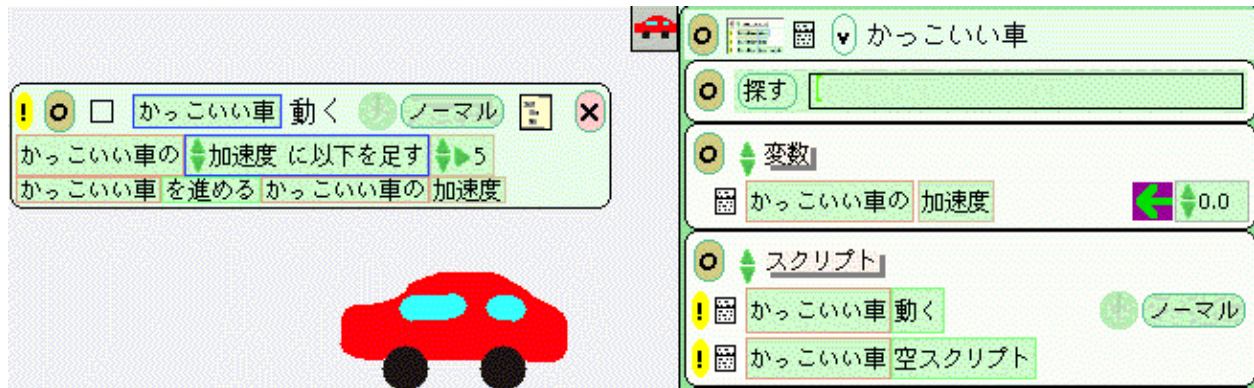 ! O かっこいい車 動く ノーマル ×
かっこいい車の 加速度 に以下を足す 5
かっこいい車 を進める かっこいい車の 加速度
O v かっこいい車
O 探す
O 変数
かっこいい車の 加速度 0.0
O スクリプト
! かっこいい車 動く ノーマル
! かっこいい車 空スクリプト